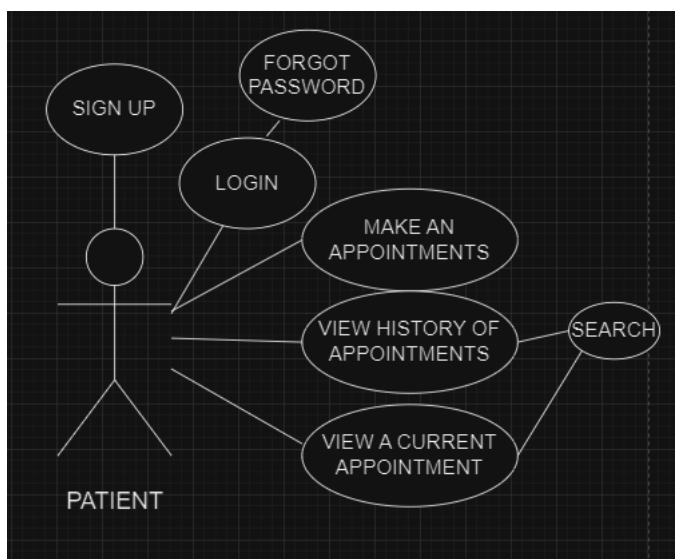 FORGOT
PASSWORD
SIGN UP
LOGIN
MAKE AN
APPOINTMENTS
VIEW HISTORY OF
APPOINTMENTS
SEARCH
VIEW A CURRENT
APPOINTMENT
PATIENT